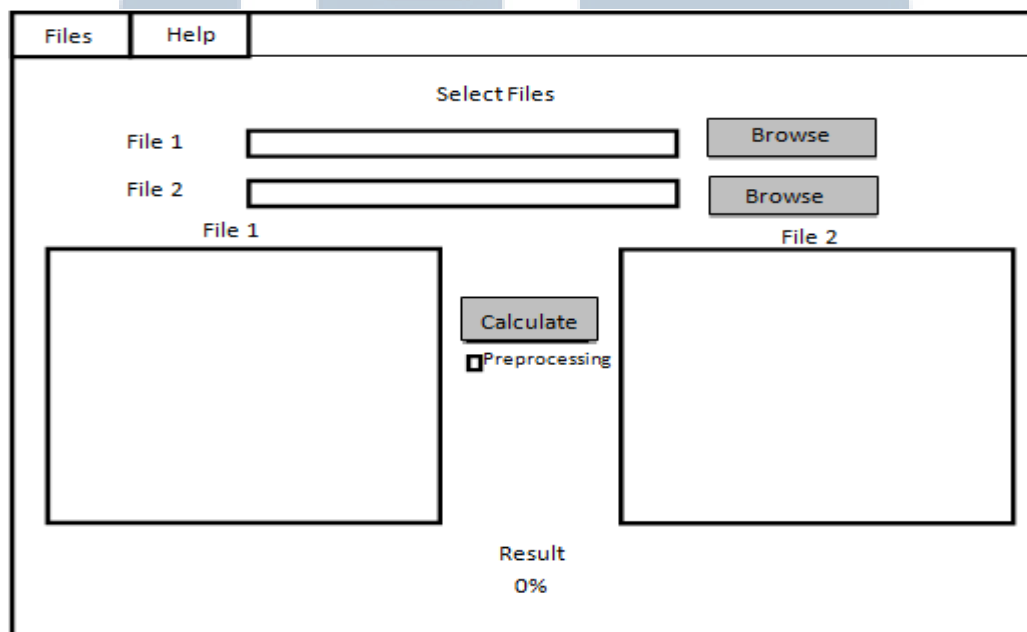 Files Help
Select Files
File 1 Browse
File 2 Browse
File 1 File 2
Calculate
Preprocessing
Result
0%